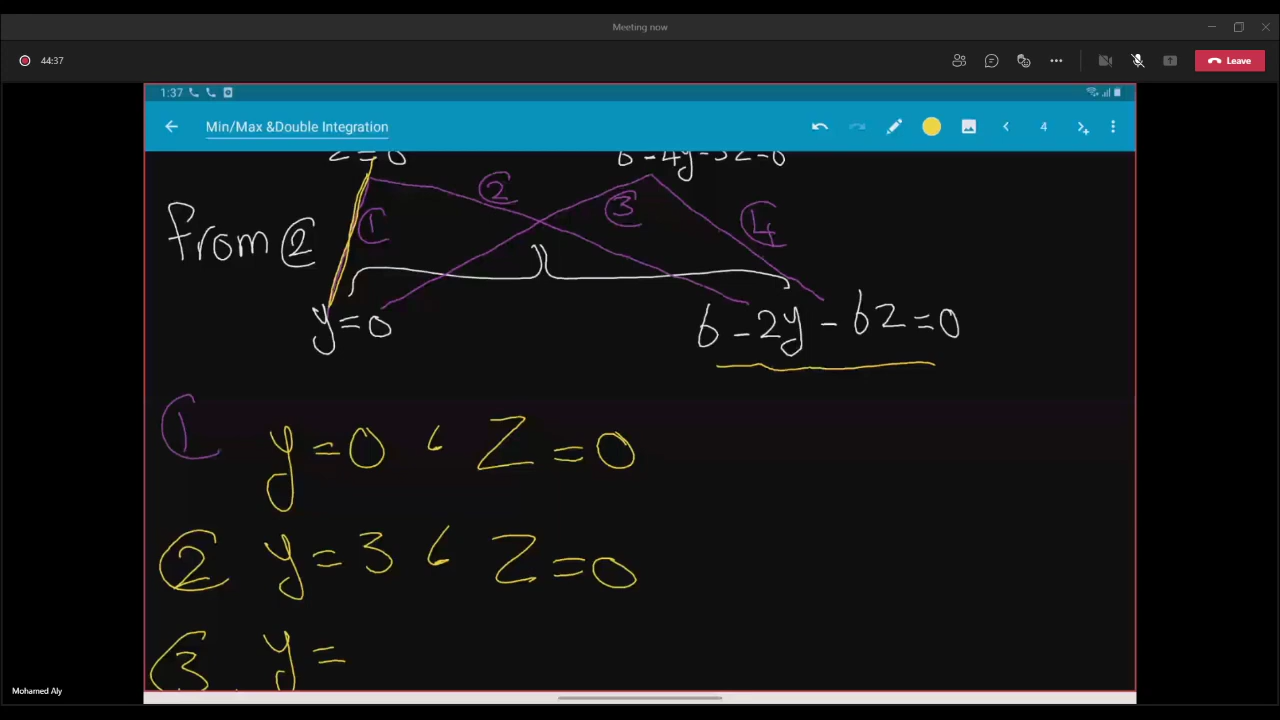 Meeting now
44:37
Leave
1:37
Min/Max &Double Integration
4
Z=0
6-4y-3z=0
② ③
From ② ① 4
y=0 6-2y-6z=0
① y=0 , Z=0
② y=3 , Z=0
③ y=
Mohamed Aly